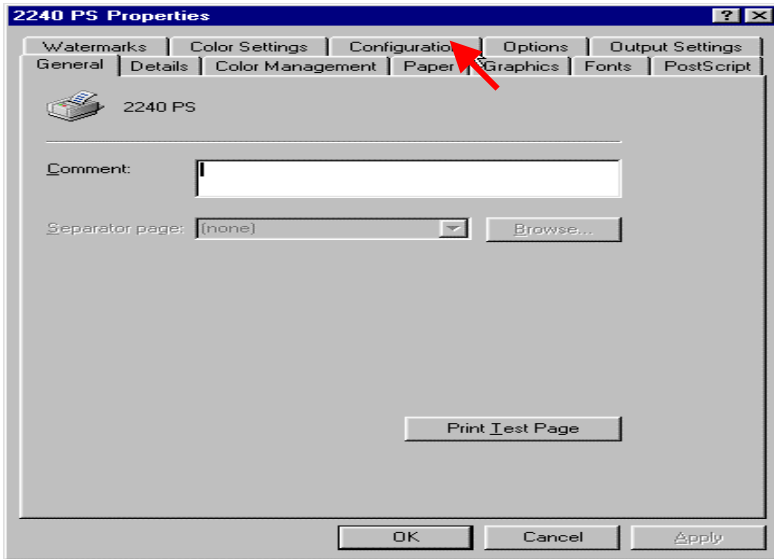 2240 PS Properties
Watermarks Color Settings Configuration Options Output Settings
General Details Color Management Paper Graphics Fonts PostScript
2240 PS
Comment:
Separator page: (none) Browse...
Print Test Page
OK Cancel Apply